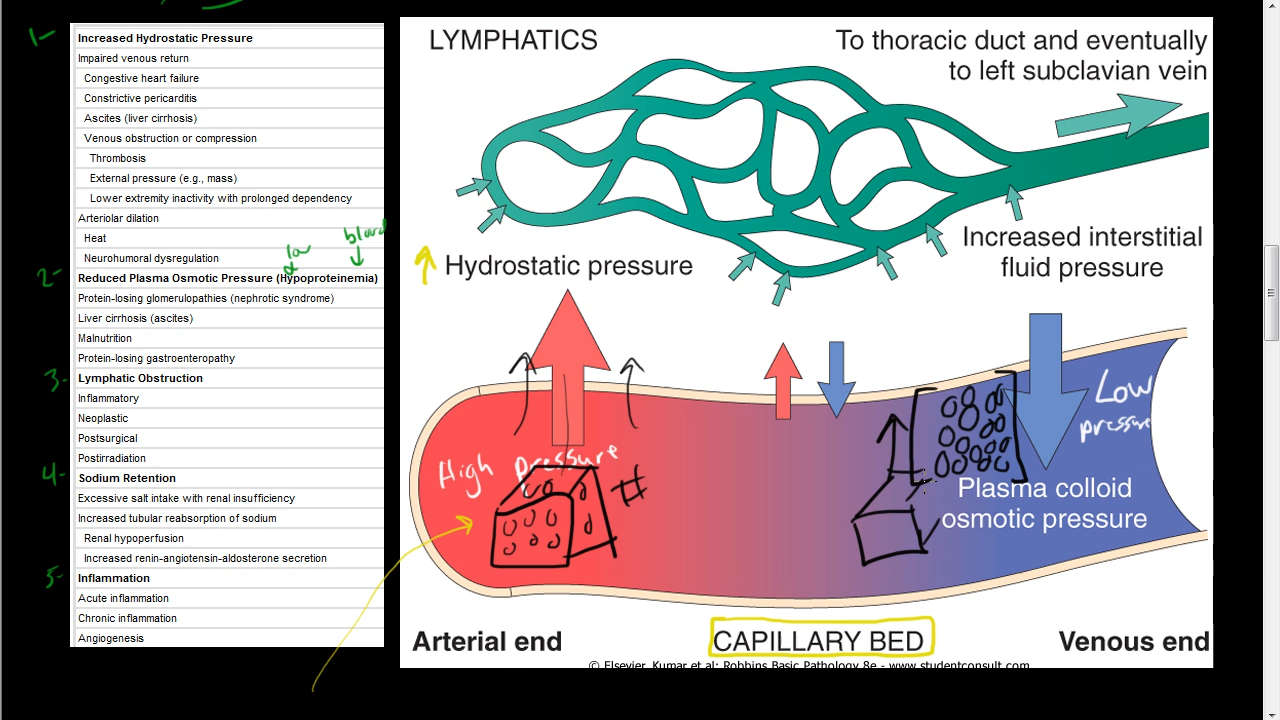 1-
Increased Hydrostatic Pressure
Impaired venous return
Congestive heart failure
Constrictive pericarditis
Ascites (liver cirrhosis)
Venous obstruction or compression
Thrombosis
External pressure (e.g., mass)
Lower extremity inactivity with prolonged dependency
Arteriolar dilation
Heat
Neurohumoral dysregulation
low
blood
2-
Reduced Plasma Osmotic Pressure (Hypoproteinemia)
Protein-losing glomerulopathies (nephrotic syndrome)
Liver cirrhosis (ascites)
Malnutrition
Protein-losing gastroenteropathy
3-
Lymphatic Obstruction
Inflammatory
Neoplastic
Postsurgical
Postirradiation
4-
Sodium Retention
Excessive salt intake with renal insufficiency
Increased tubular reabsorption of sodium
Renal hypoperfusion
Increased renin-angiotensin-aldosterone secretion
5-
Inflammation
Acute inflammation
Chronic inflammation
Angiogenesis
LYMPHATICS
To thoracic duct and eventually
to left subclavian vein
Hydrostatic pressure
Increased interstitial
fluid pressure
High Pressure
#
Low
pressure
Plasma colloid
osmotic pressure
Arterial end
CAPILLARY BED
Venous end
© Elsevier. Kumar et al: Robbins Basic Pathology 8e - www.studentconsult.com